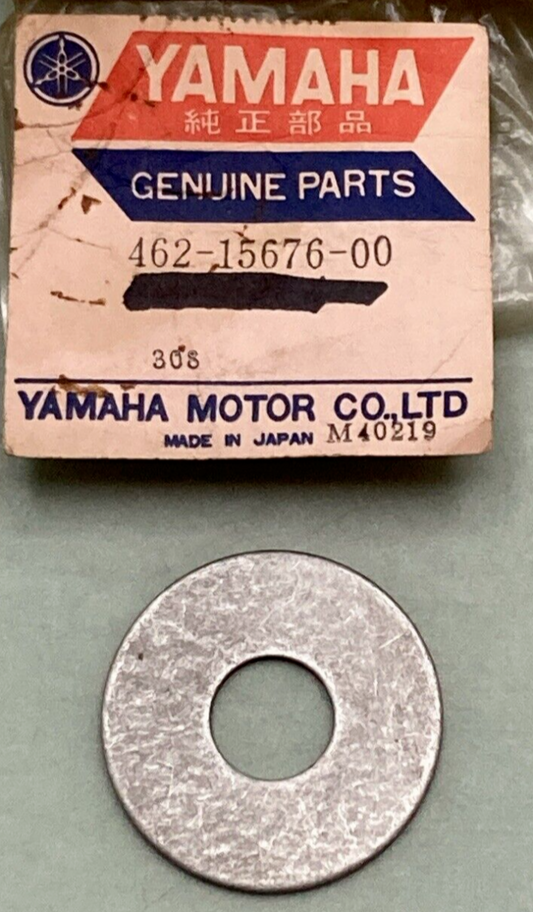 YAMAHA
純正部品
GENUINE PARTS
462-15676-00
30S
YAMAHA MOTOR CO.,LTD
MADE IN JAPAN M40219